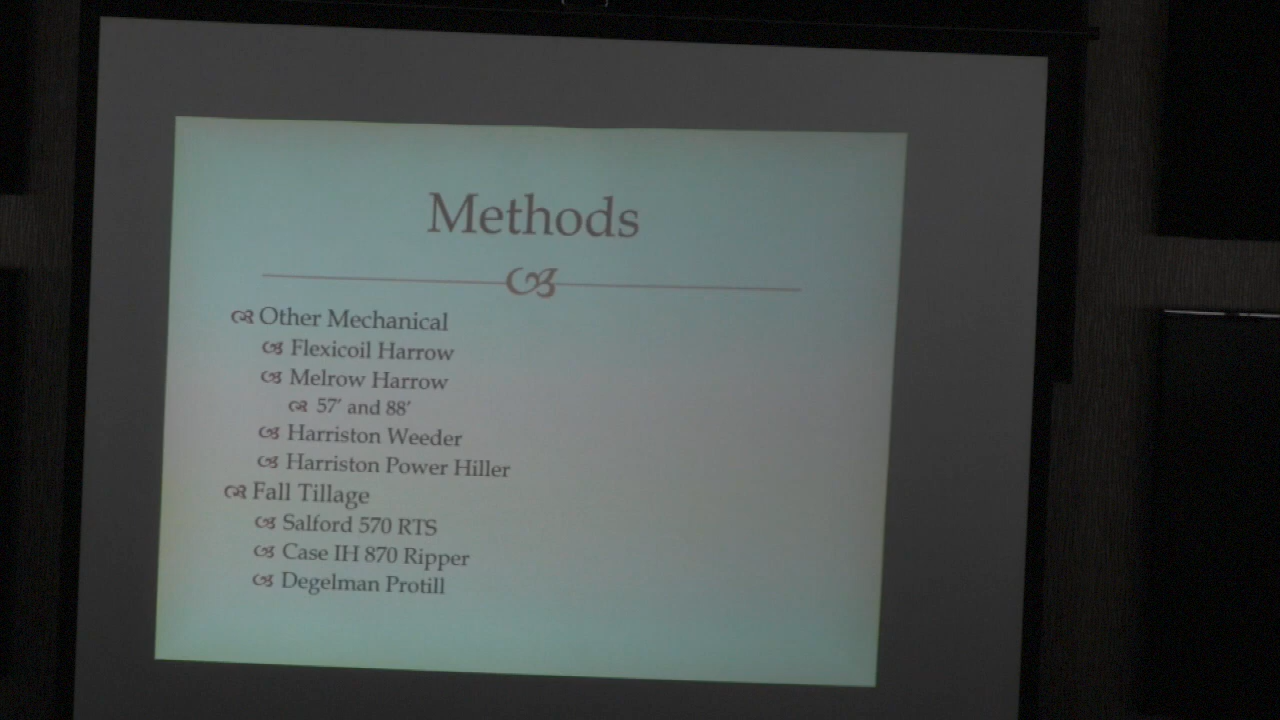 Methods
Other Mechanical
Flexicoil Harrow
Melrow Harrow
57' and 88'
Harriston Weeder
Harriston Power Hiller
Fall Tillage
Salford 570 RTS
Case IH 870 Ripper
Degelman Protill